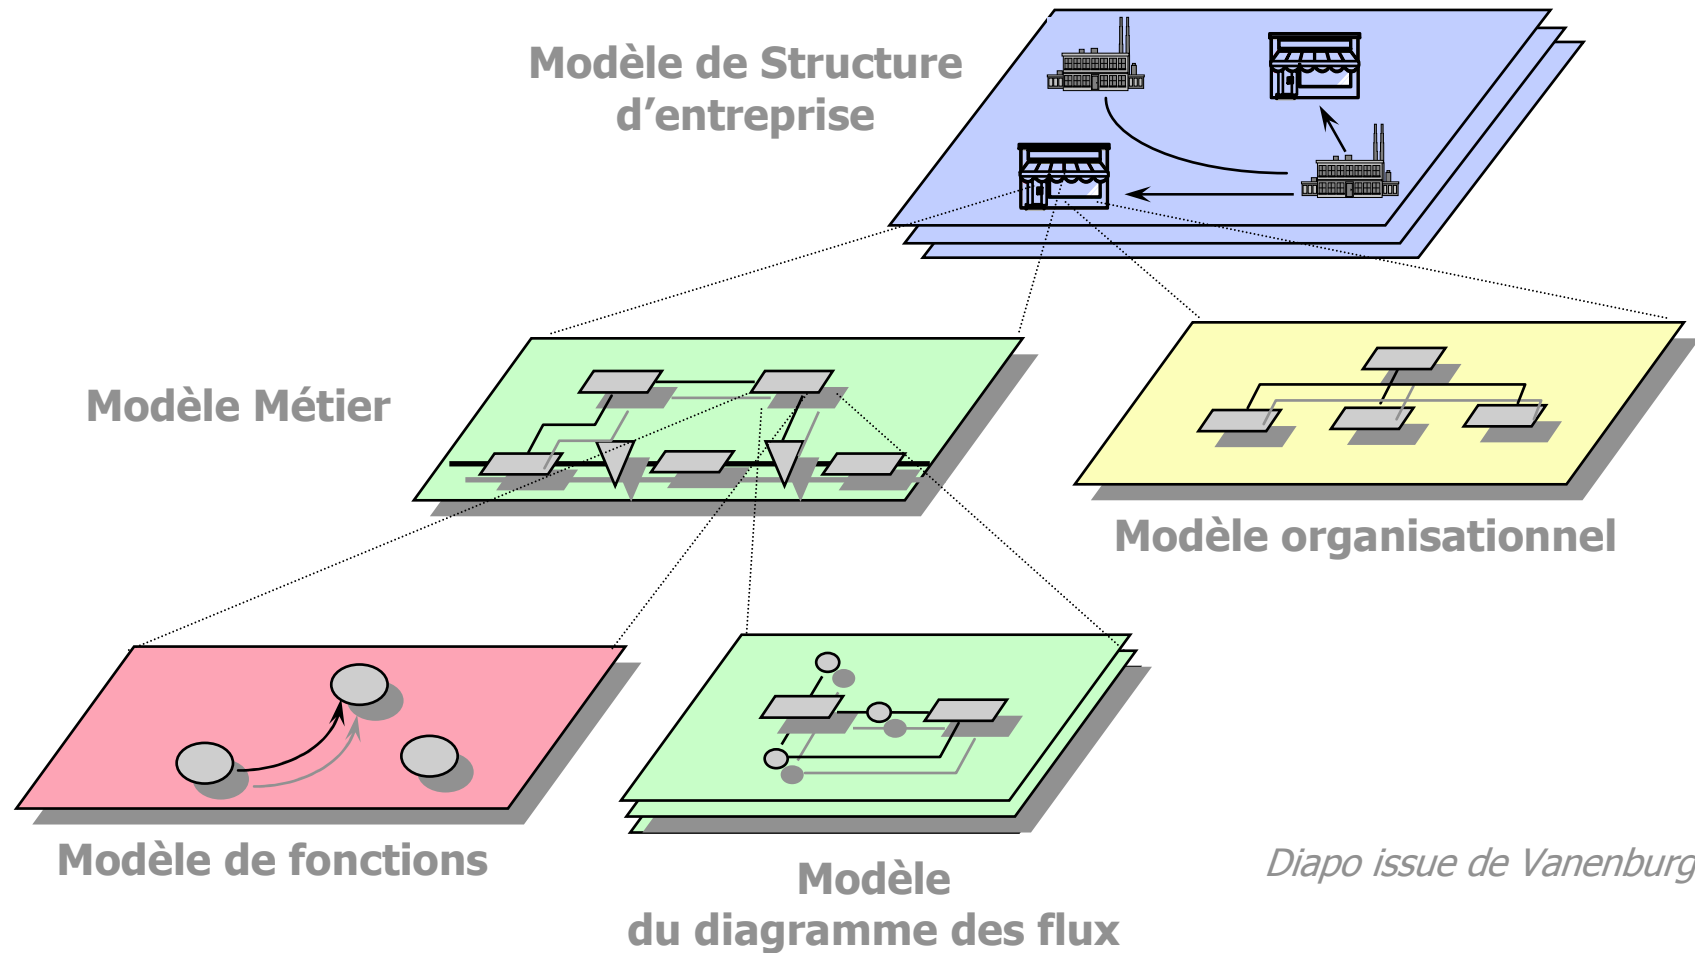 Modèle de Structure
d’entreprise
Modèle Métier
Modèle organisationnel
Modèle de fonctions
Modèle
du diagramme des flux
Diapo issue de Vanenburg